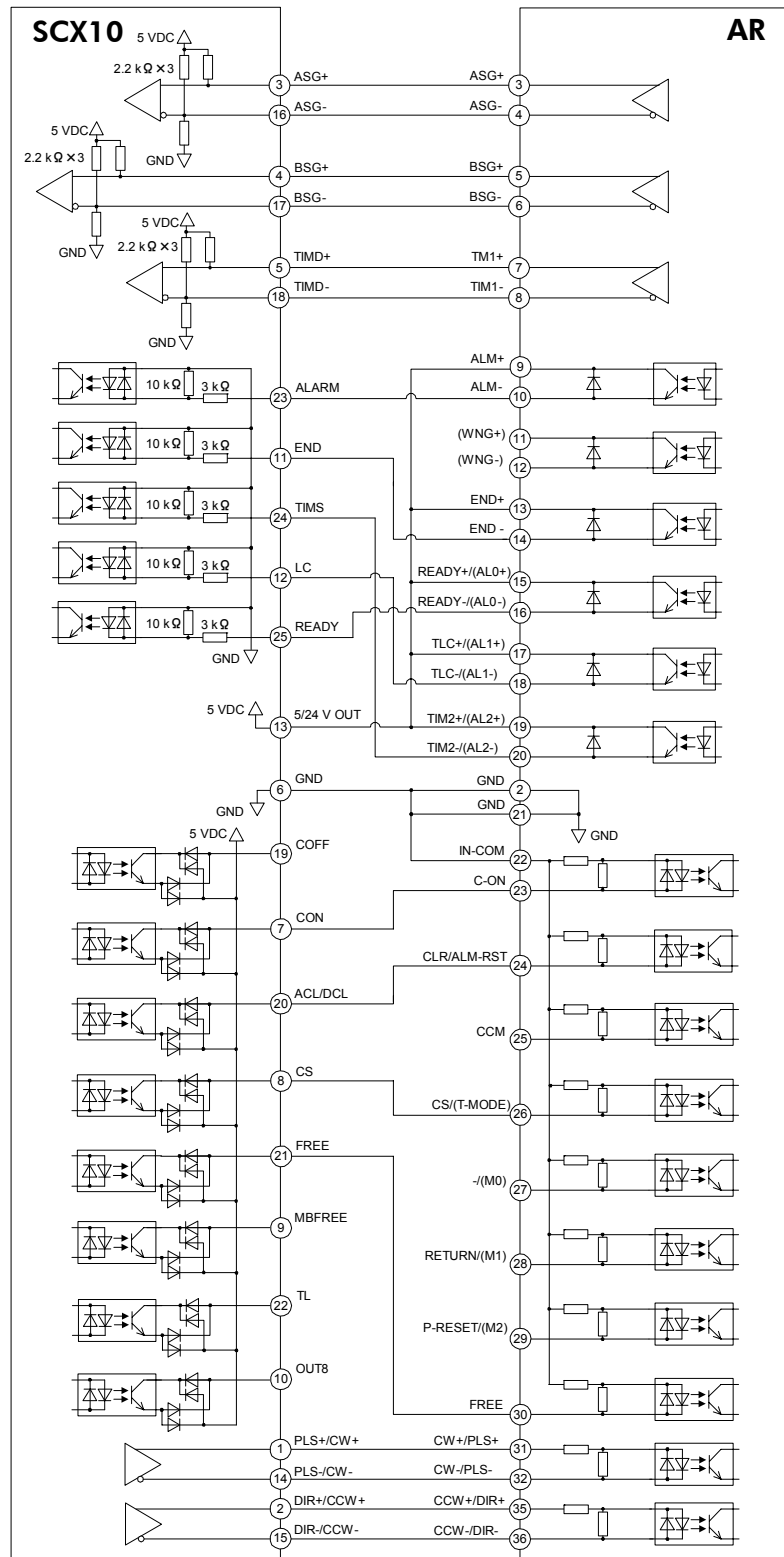 SCX10 AR
5 VDC
2.2 kΩ×3
3 ASG+ ASG+ 3
16 ASG- ASG- 4
GND
5 VDC
2.2 kΩ×3
4 BSG+ BSG+ 5
17 BSG- BSG- 6
GND
5 VDC
2.2 kΩ×3
5 TIMD+ TM1+ 7
18 TIMD- TIM1- 8
GND
ALM+ 9
10 kΩ 3 kΩ 23 ALARM ALM- 10
(WNG+) 11
10 kΩ 3 kΩ 11 END (WNG-) 12
END+ 13
10 kΩ 3 kΩ 24 TIMS END - 14
10 kΩ 3 kΩ 12 LC READY+/(AL0+) 15
READY-/(AL0-) 16
10 kΩ 3 kΩ 25 READY
GND
TLC+/(AL1+) 17
TLC-/(AL1-) 18
5 VDC 13 5/24 V OUT TIM2+/(AL2+) 19
TIM2-/(AL2-) 20
GND 6 GND GND 2
GND 21
GND
5 VDC
19 COFF IN-COM 22
C-ON 23
7 CON
CLR/ALM-RST 24
20 ACL/DCL
CCM 25
8 CS
CS/(T-MODE) 26
21 FREE
-/(M0) 27
9 MBFREE
RETURN/(M1) 28
22 TL
P-RESET/(M2) 29
10 OUT8
FREE 30
1 PLS+/CW+ CW+/PLS+ 31
14 PLS-/CW- CW-/PLS- 32
2 DIR+/CCW+ CCW+/DIR+ 35
15 DIR-/CCW- CCW-/DIR- 36